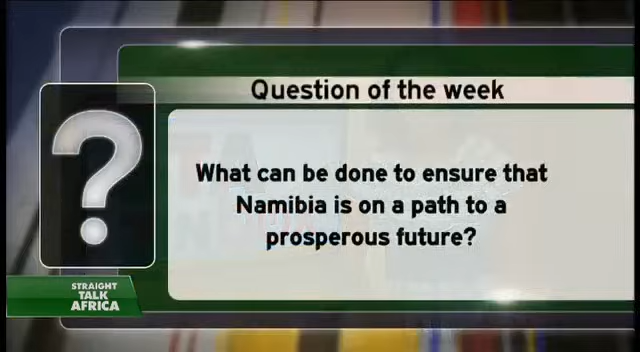 Question of the week
?
What can be done to ensure that
Namibia is on a path to a
prosperous future?
STRAIGHT
TALK
AFRICA